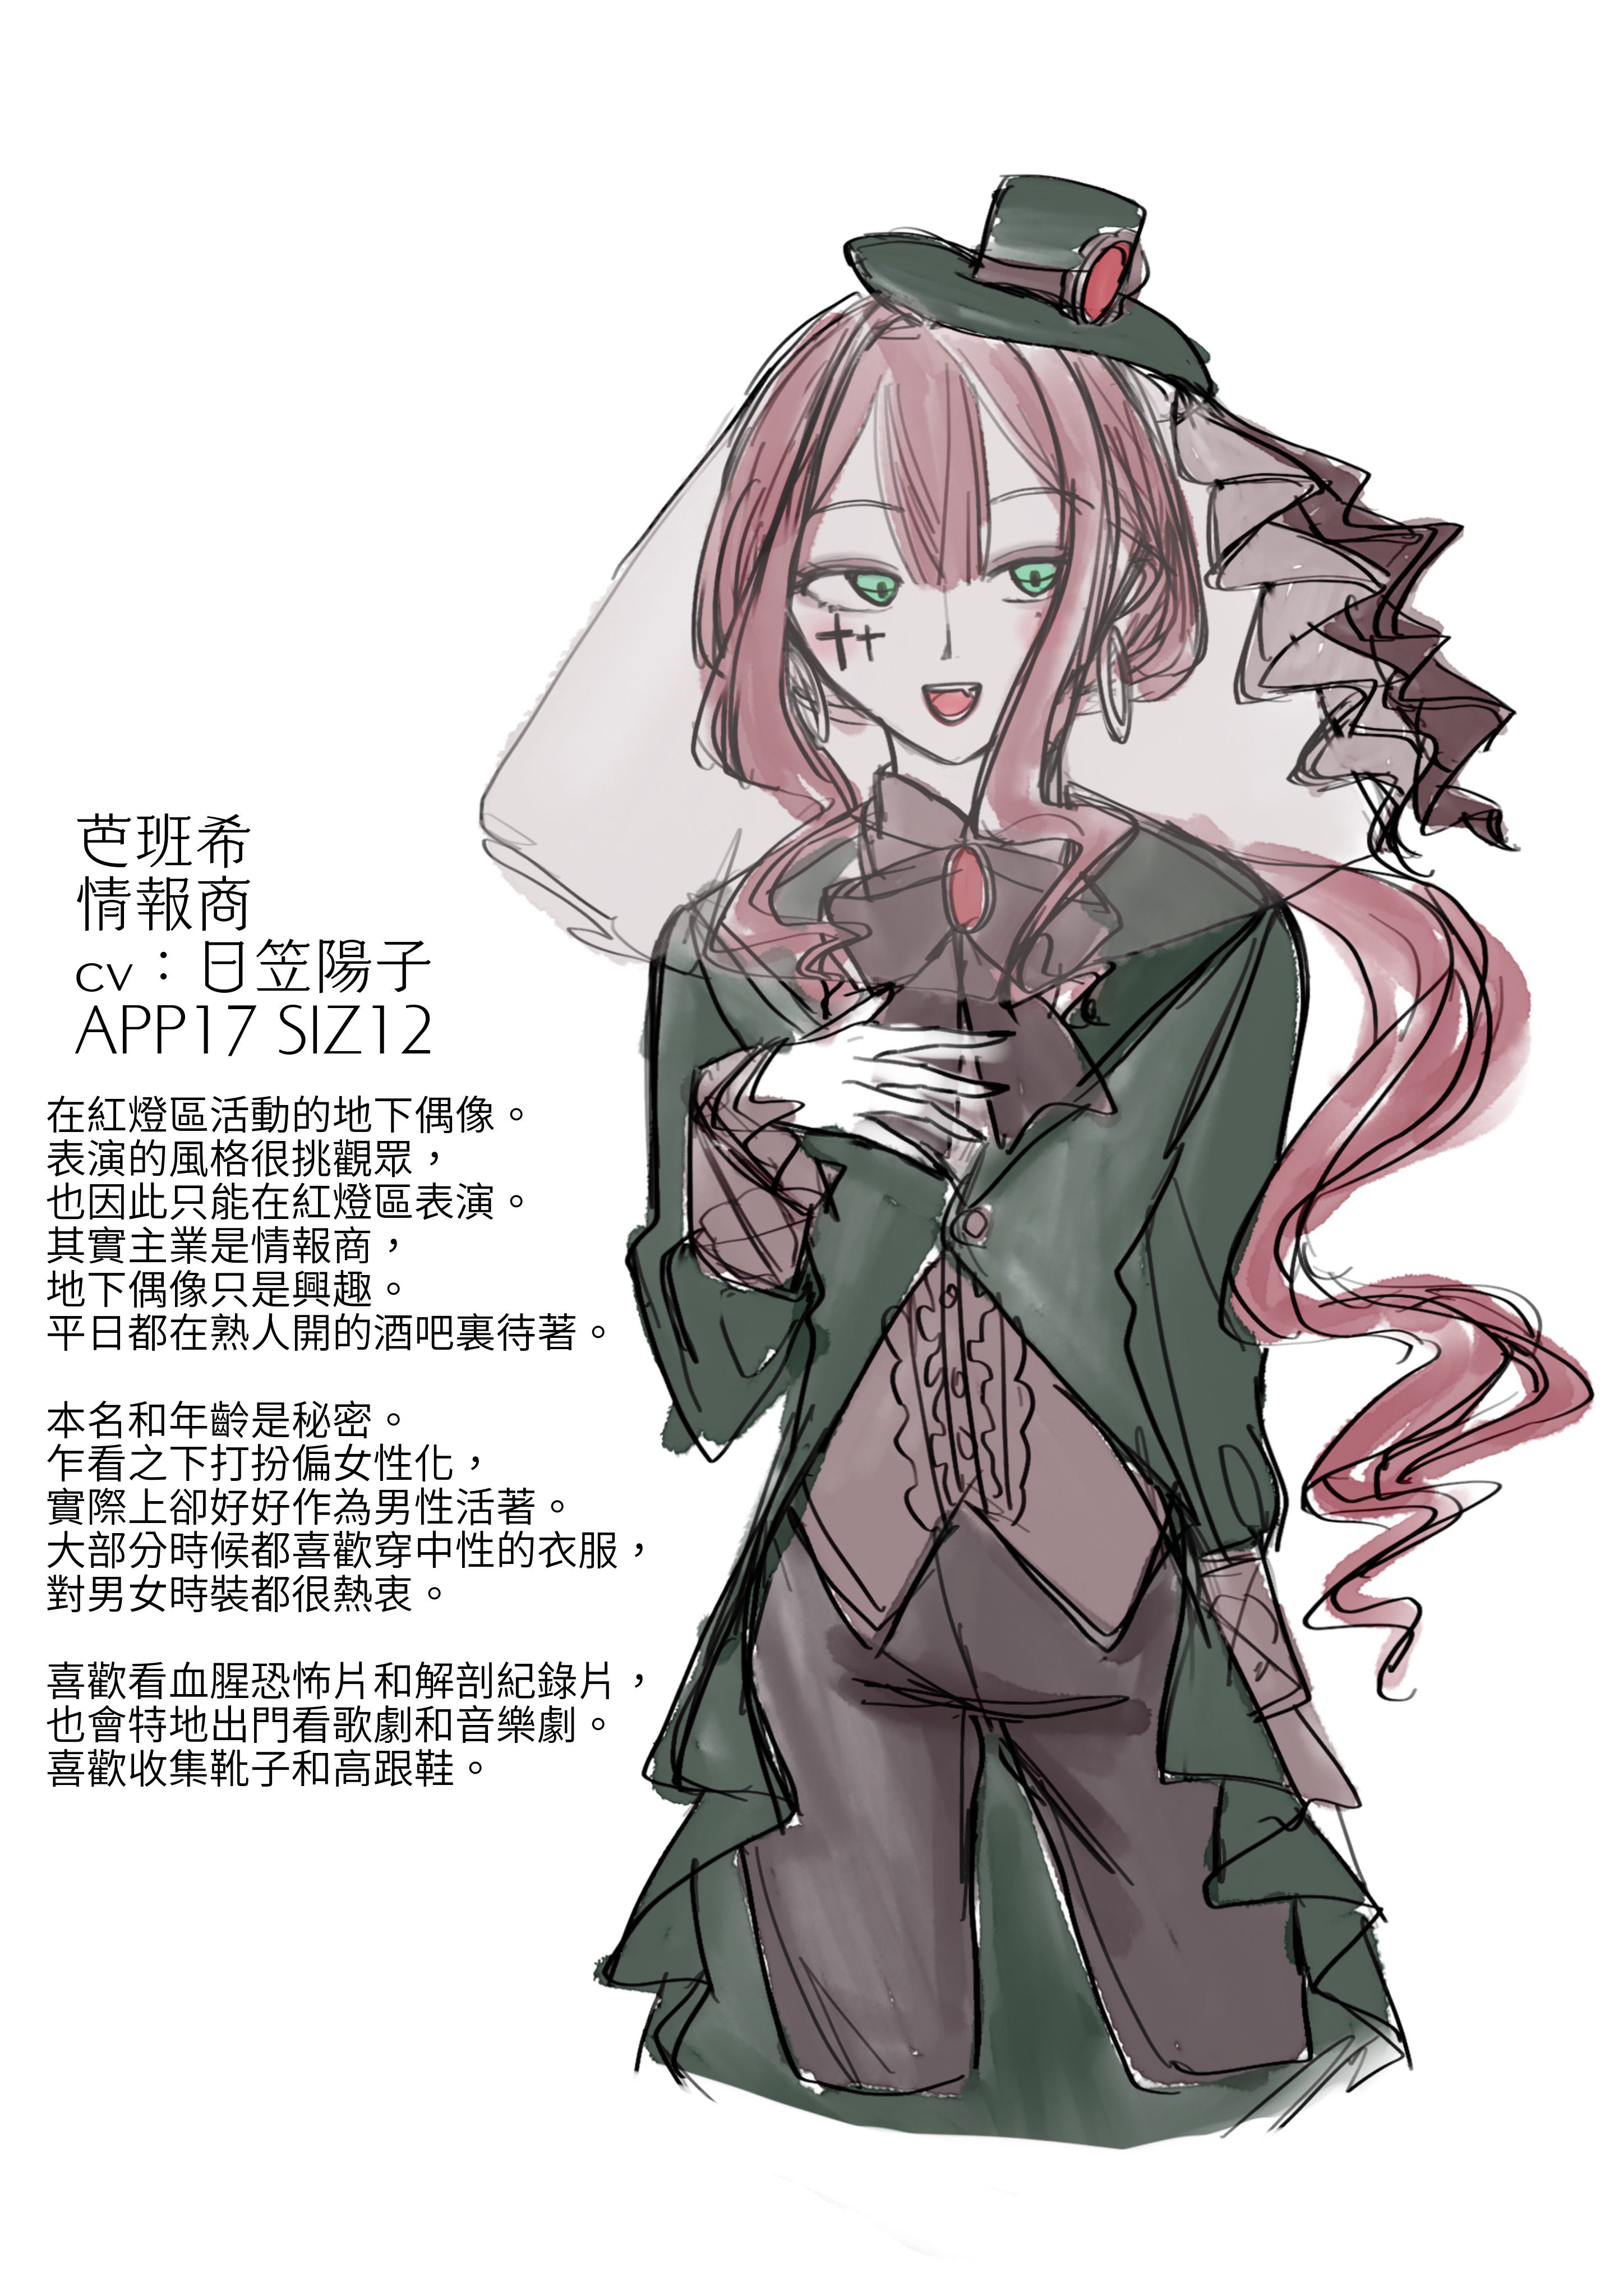 芭班希
情報商
cv：日笠陽子
APP17 SIZ12
在紅燈區活動的地下偶像。
表演的風格很挑觀眾，
也因此只能在紅燈區表演。
其實主業是情報商，
地下偶像只是興趣。
平日都在熟人開的酒吧裏待著。
本名和年齡是秘密。
乍看之下打扮偏女性化，
實際上卻好好作為男性活著。
大部分時候都喜歡穿中性的衣服，
對男女時裝都很熱衷。
喜歡看血腥恐怖片和解剖紀錄片，
也會特地出門看歌劇和音樂劇。
喜歡收集靴子和高跟鞋。